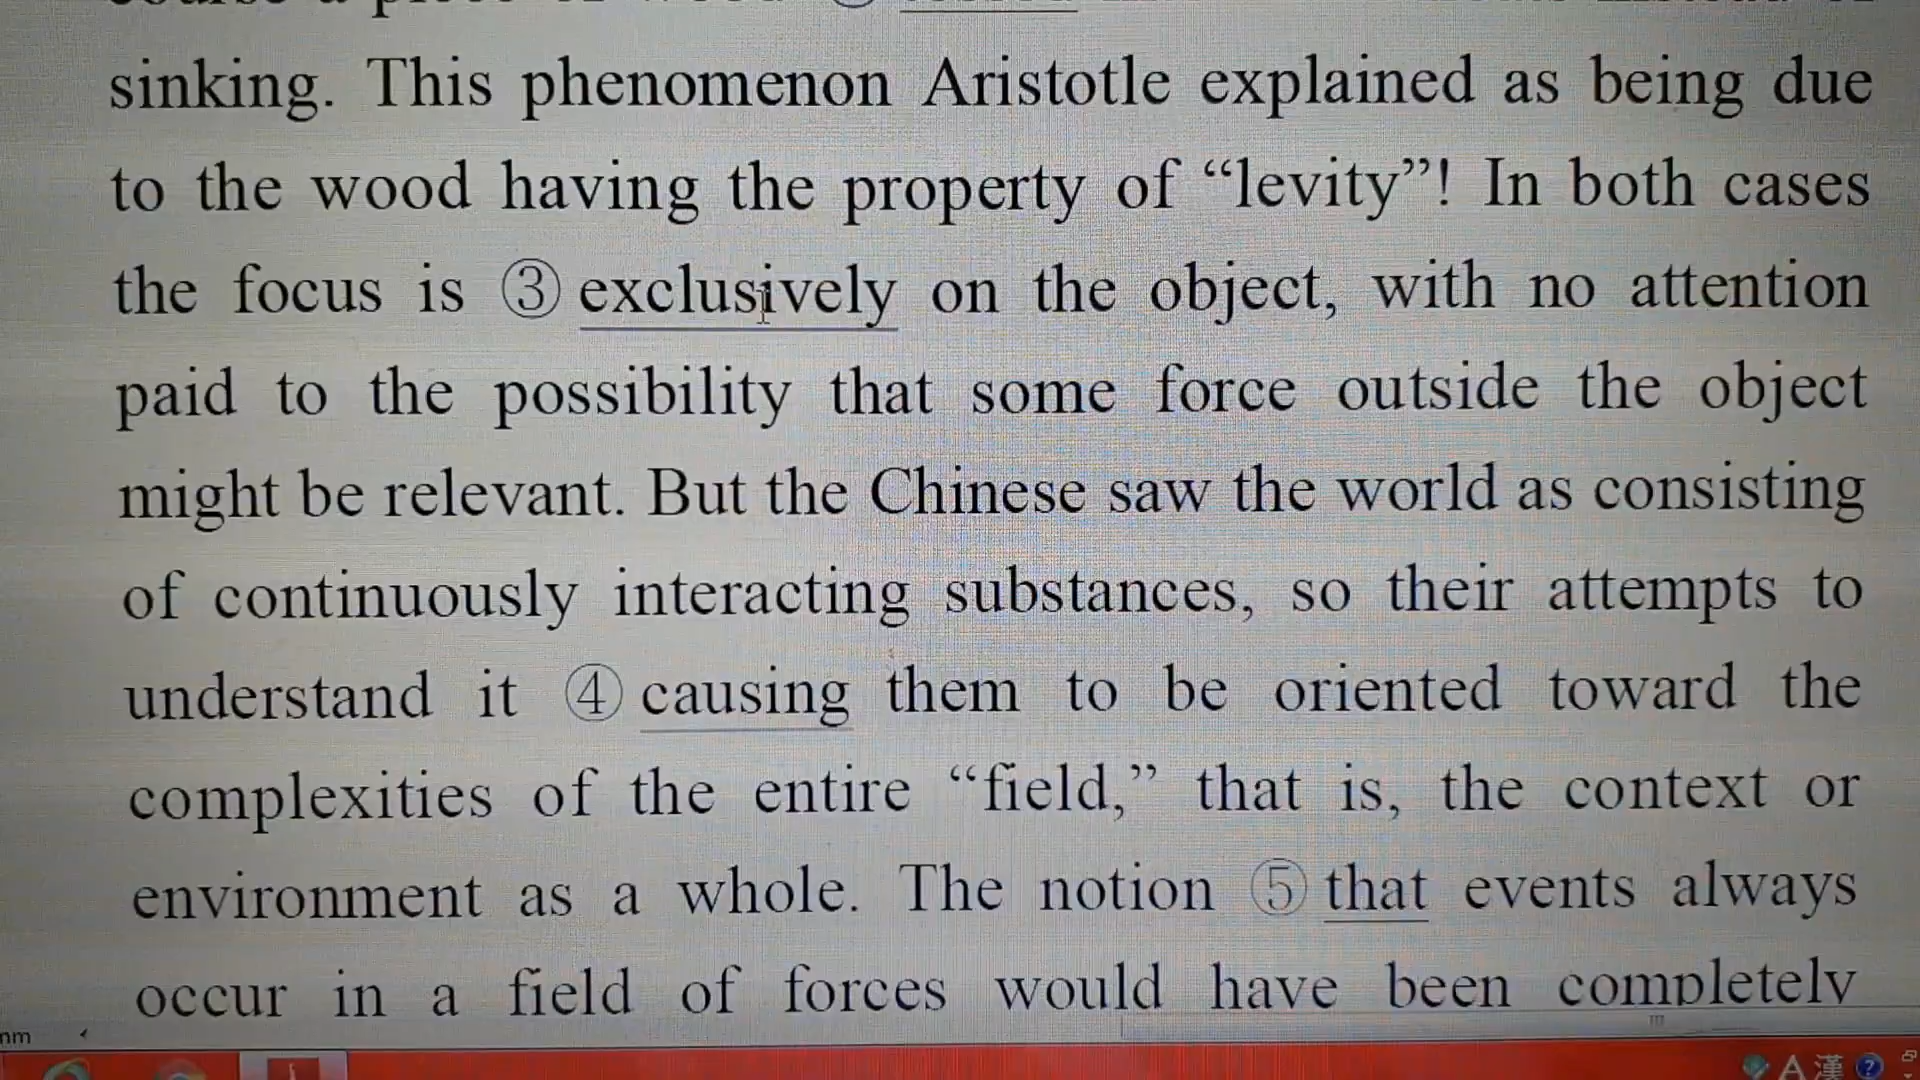 sinking. This phenomenon Aristotle explained as being due
to the wood having the property of “levity”! In both cases
the focus is ③ exclusively on the object, with no attention
paid to the possibility that some force outside the object
might be relevant. But the Chinese saw the world as consisting
of continuously interacting substances, so their attempts to
understand it ④ causing them to be oriented toward the
complexities of the entire “field,” that is, the context or
environment as a whole. The notion ⑤ that events always
occur in a field of forces would have been completely
A 漢 ?